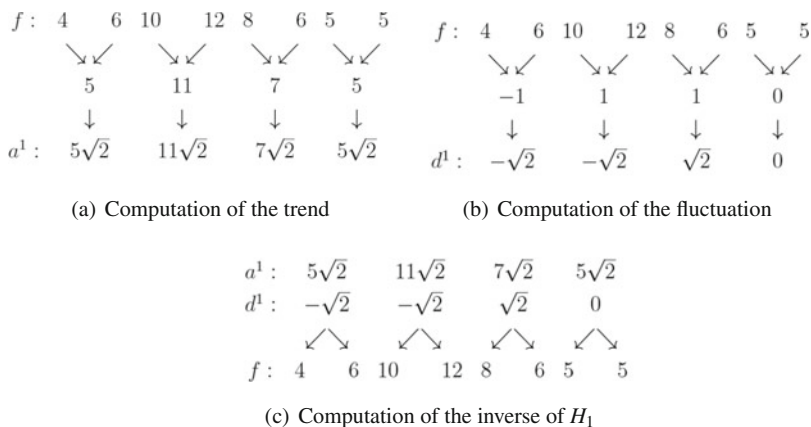 f : 4 6 10 12 8 6 5 5
↘↙ ↘↙ ↘↙ ↘↙
5 11 7 5
↓ ↓ ↓ ↓
a¹ : 5√2 11√2 7√2 5√2
(a) Computation of the trend
f : 4 6 10 12 8 6 5 5
↘↙ ↘↙ ↘↙ ↘↙
−1 1 1 0
↓ ↓ ↓ ↓
d¹ : −√2 −√2 √2 0
(b) Computation of the fluctuation
a¹ : 5√2 11√2 7√2 5√2
d¹ : −√2 −√2 √2 0
↙↘ ↙↘ ↙↘ ↙↘
f : 4 6 10 12 8 6 5 5
(c) Computation of the inverse of H₁